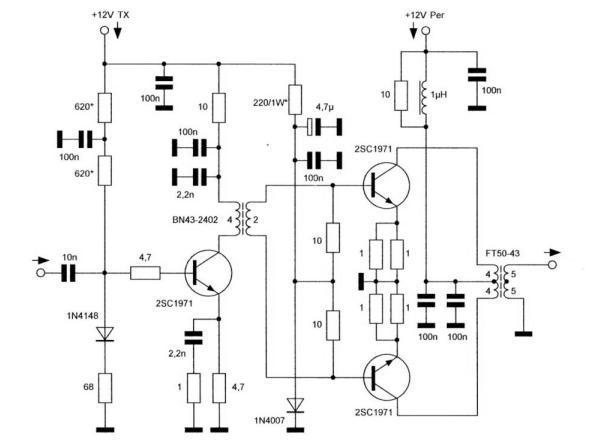 +12V TX
+12V Per
620*
100n
10
220/1W*
4,7µ
10
1µH
100n
100n
100n
620*
2,2n
100n
2SC1971
BN43-2402
4
2
10n
4,7
10
1
1
FT50-43
4
5
4
5
2SC1971
1N4148
10
1
1
100n
100n
2,2n
68
1
4,7
1N4007
2SC1971